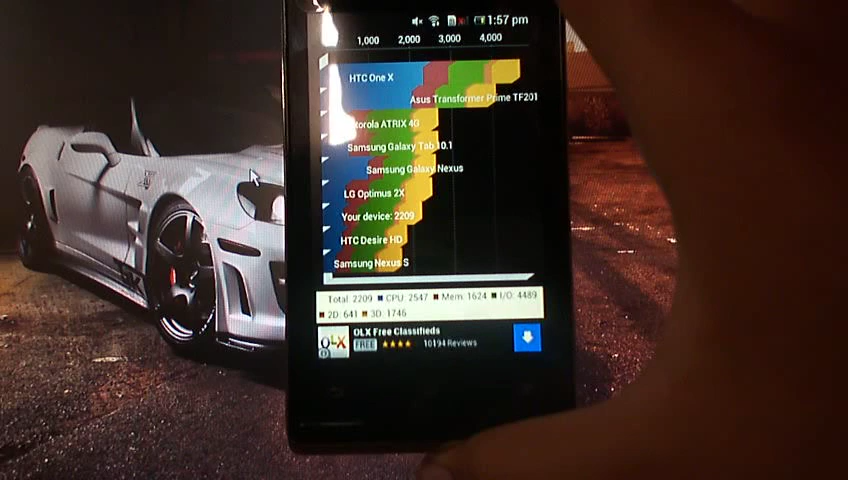 1:57 pm
1,000 2,000 3,000 4,000
HTC One X
Asus Transformer Prime TF201
torola ATRIX 4G
Samsung Galaxy Tab 10.1
Samsung Galaxy Nexus
LG Optimus 2X
Your device: 2209
HTC Desire HD
Samsung Nexus S
Total: 2209 CPU: 2547 Mem: 1624 I/O: 4489
2D: 641 3D: 1746
OLX OLX Free Classifieds
FREE 10194 Reviews